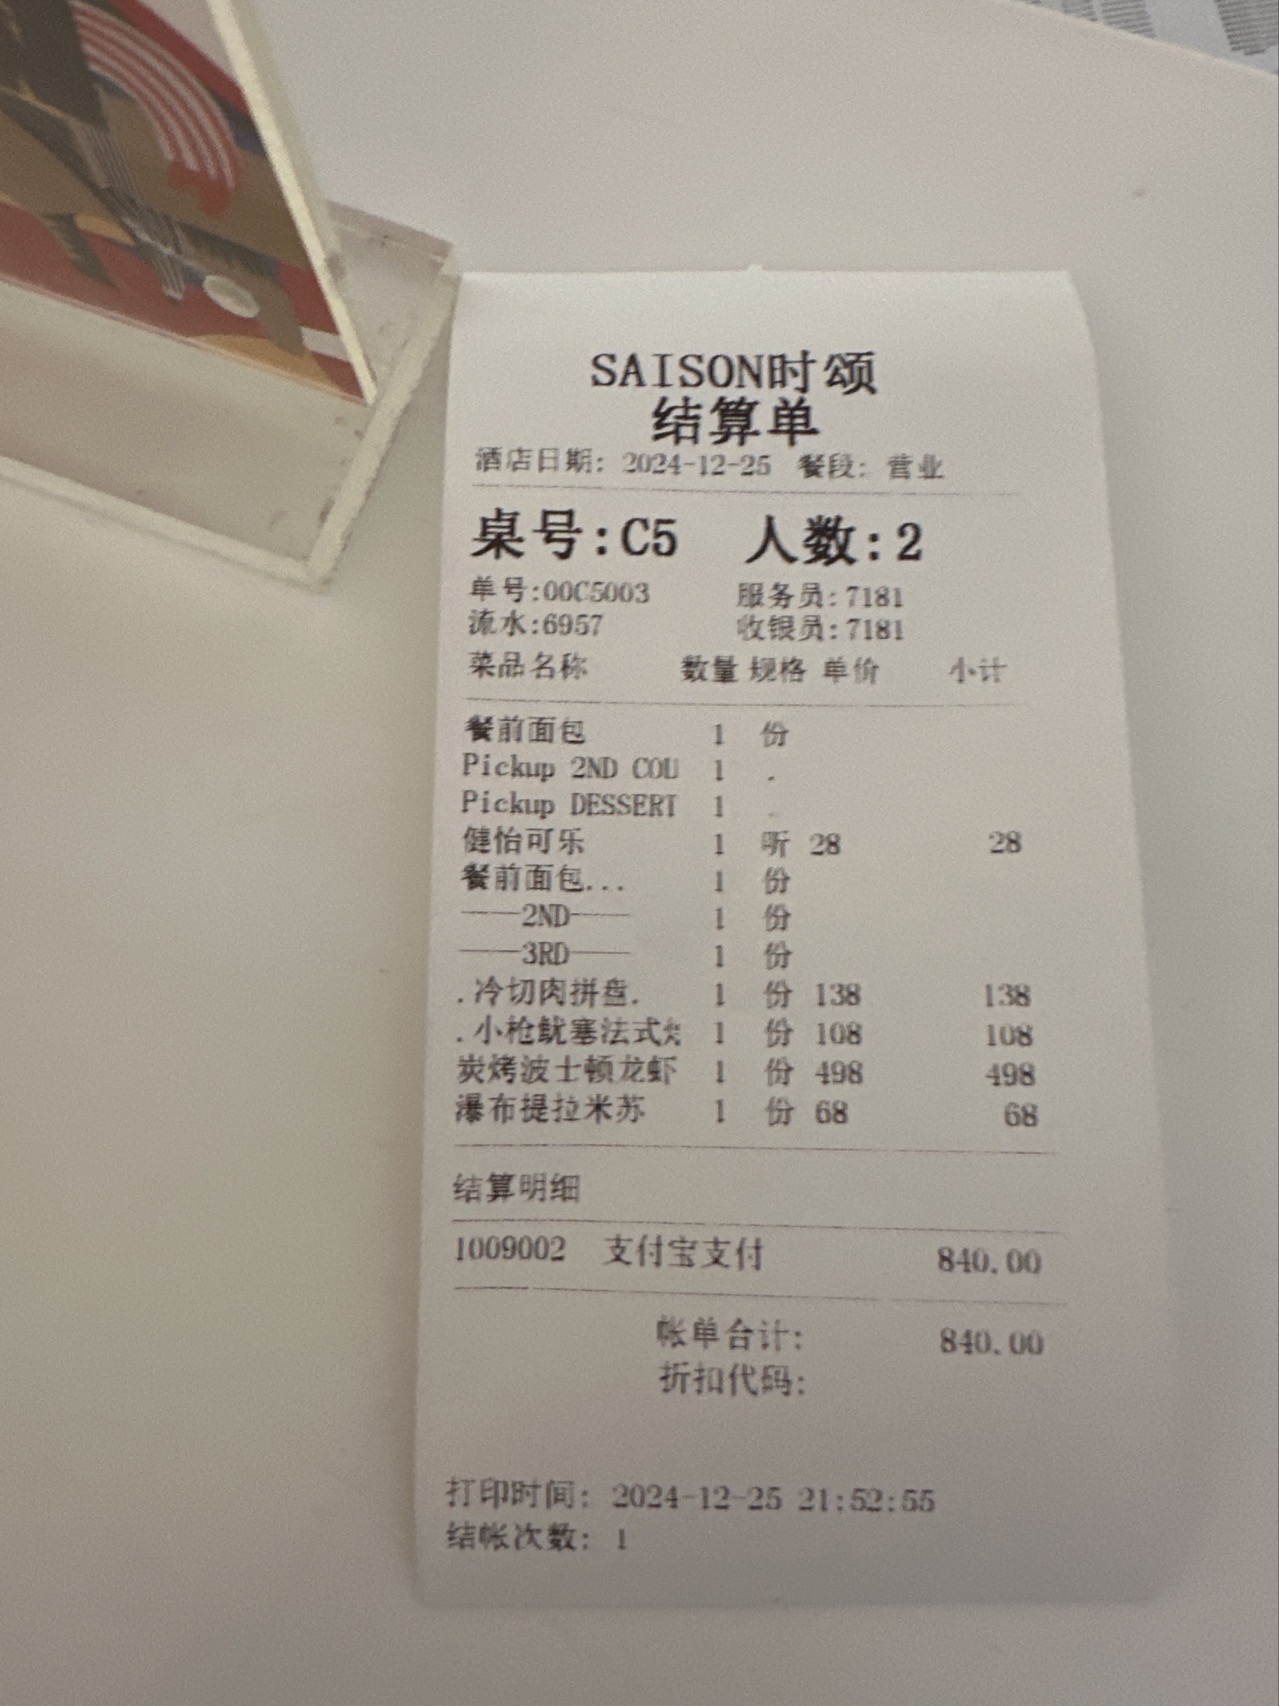 SAISON时颂
结算单
酒店日期: 2024-12-25 餐段: 营业
桌号:C5 人数:2
单号:00C5003 服务员:7181
流水:6957 收银员:7181
菜品名称 数量 规格 单价 小计
餐前面包 1 份
Pickup 2ND COU 1 .
Pickup DESSERT 1 .
健怡可乐 1 听 28 28
餐前面包... 1 份
——2ND—— 1 份
——3RD—— 1 份
.冷切肉拼盘. 1 份 138 138
.小枪鱿塞法式 1 份 108 108
炭烤波士顿龙虾 1 份 498 498
瀑布提拉米苏 1 份 68 68
结算明细
1009002 支付宝支付 840.00
帐单合计: 840.00
折扣代码:
打印时间: 2024-12-25 21:52:55
结帐次数: 1